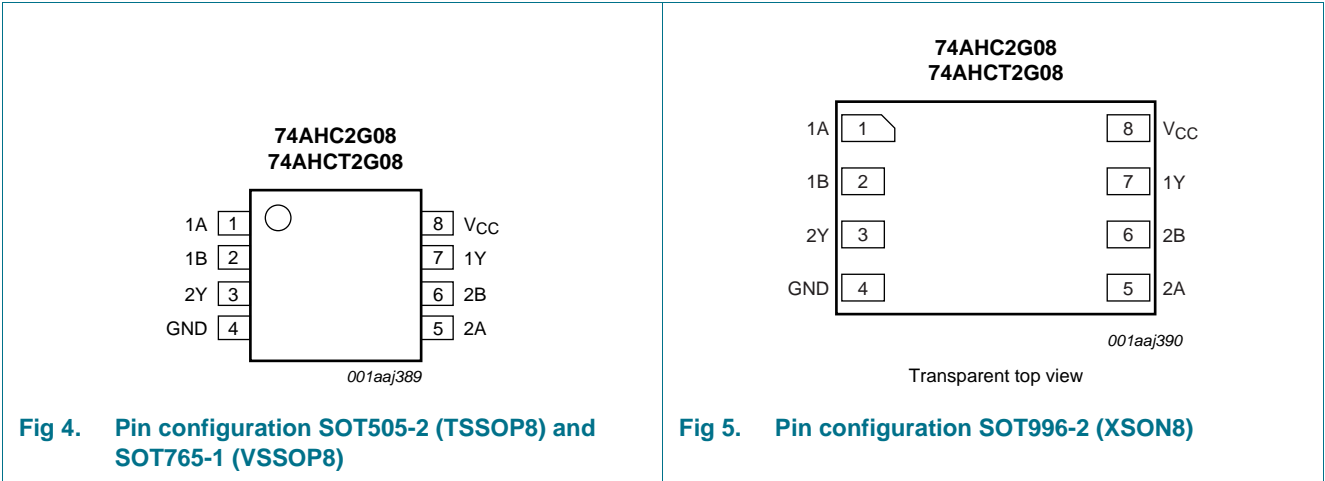 74AHC2G08
74AHCT2G08
1A 1 8 VCC
1B 2 7 1Y
2Y 3 6 2B
GND 4 5 2A
001aaj389
Fig 4. Pin configuration SOT505-2 (TSSOP8) and
SOT765-1 (VSSOP8)
74AHC2G08
74AHCT2G08
1A 1 8 VCC
1B 2 7 1Y
2Y 3 6 2B
GND 4 5 2A
001aaj390
Transparent top view
Fig 5. Pin configuration SOT996-2 (XSON8)